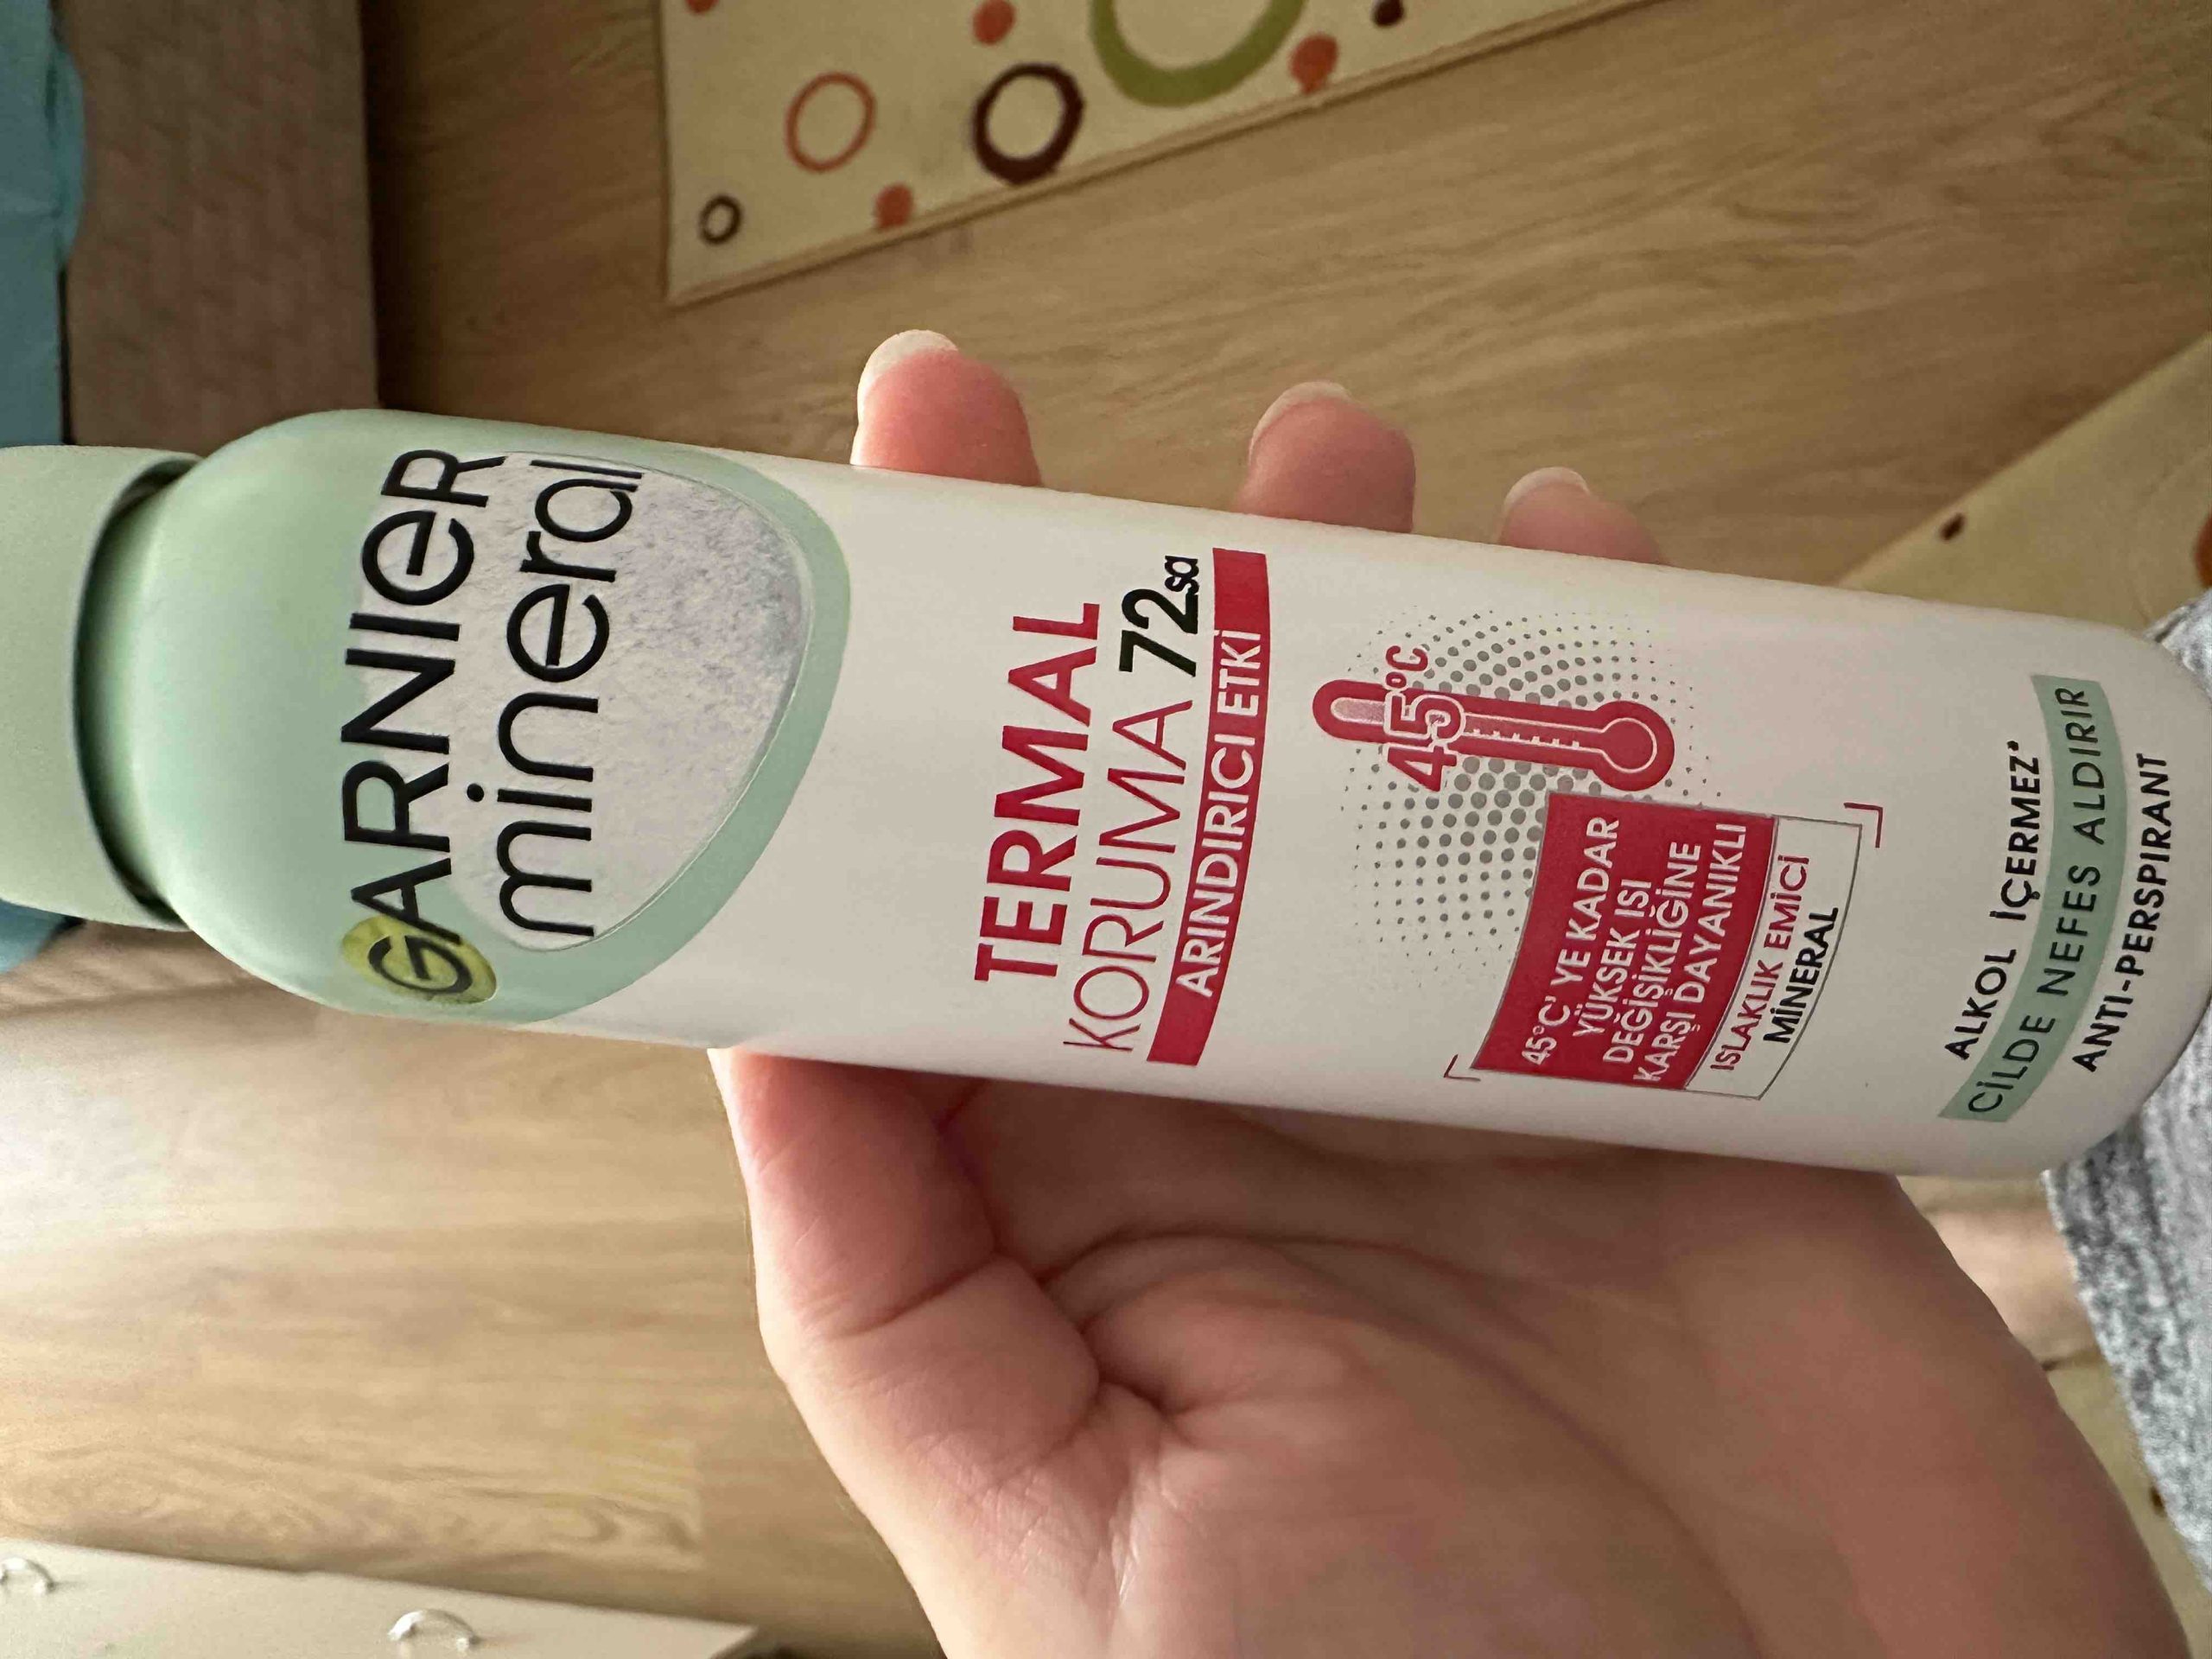 GARNIER
mineral
TERMAL
KORUMA 72sa
ARINDIRICI ETKİ
45°C
45°C' YE KADAR
YÜKSEK ISI
DEĞİŞİKLİĞİNE
KARŞI DAYANIKLI
ISLAKLIK EMİCİ
MİNERAL
ALKOL İÇERMEZ*
CİLDE NEFES ALDIRIR
ANTI-PERSPIRANT